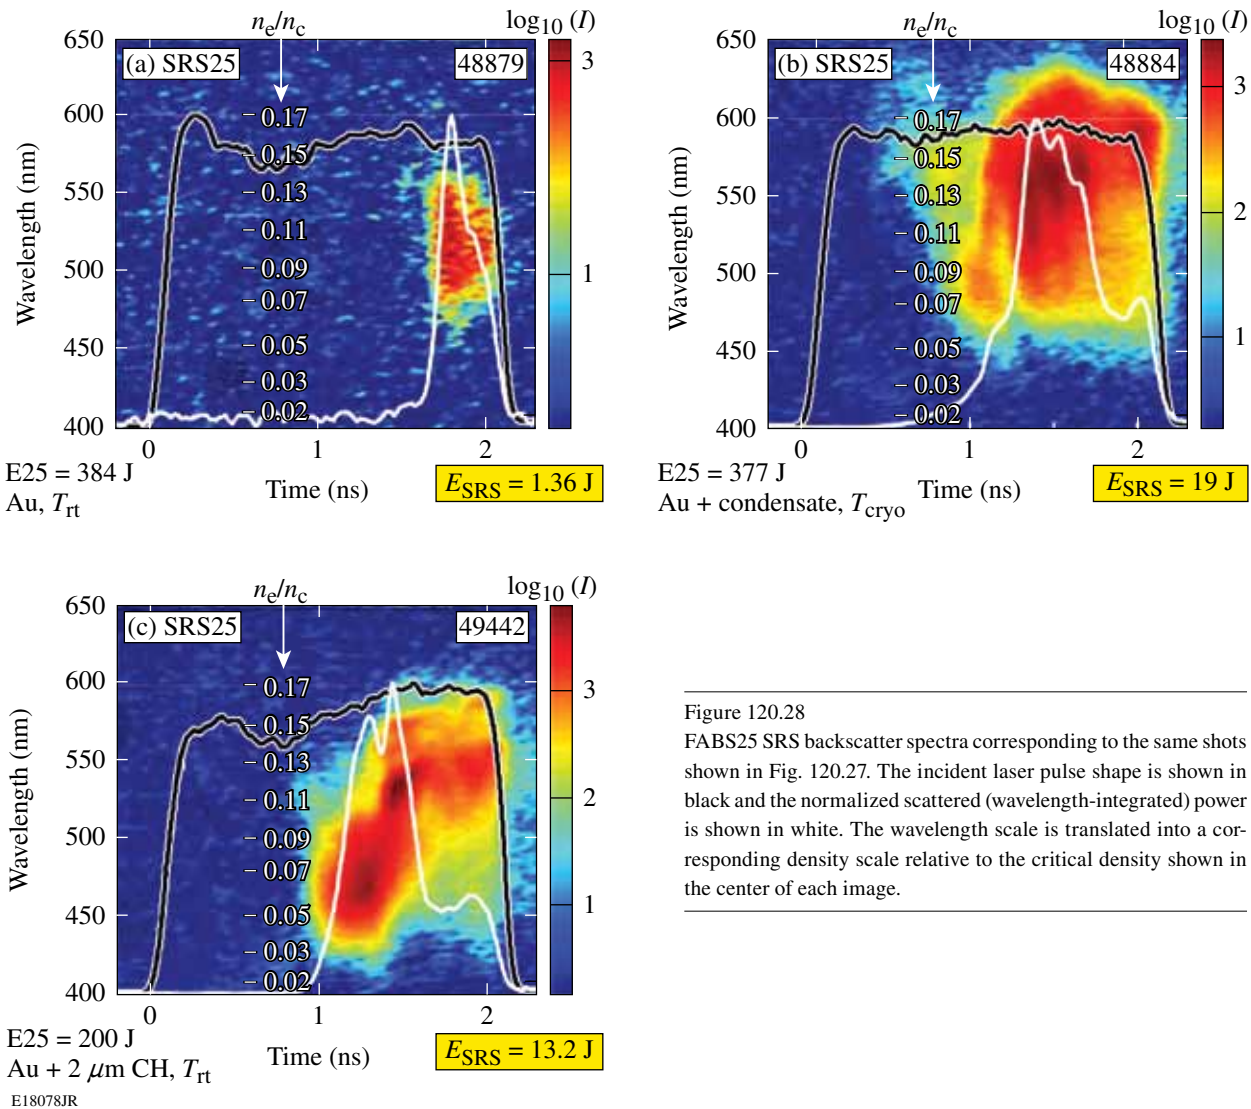 n_e/n_c
log10 (I)
650
(a) SRS25
48879
3
600
0.17
0.15
550
0.13
0.11
Wavelength (nm)
500
0.09
1
0.07
450
0.05
0.03
0.02
400
0
1
2
E25 = 384 J
Time (ns)
E_SRS = 1.36 J
Au, T_rt
n_e/n_c
log10 (I)
650
(b) SRS25
48884
3
600
0.17
0.15
550
0.13
2
0.11
Wavelength (nm)
500
0.09
0.07
450
0.05
1
0.03
0.02
400
0
1
2
E25 = 377 J
Time (ns)
E_SRS = 19 J
Au + condensate, T_cryo
n_e/n_c
log10 (I)
650
(c) SRS25
49442
3
600
0.17
0.15
550
0.13
2
0.11
Wavelength (nm)
500
0.09
0.07
450
0.05
1
0.03
0.02
400
0
1
2
E25 = 200 J
Time (ns)
E_SRS = 13.2 J
Au + 2 μm CH, T_rt
E18078JR
Figure 120.28
FABS25 SRS backscatter spectra corresponding to the same shots
shown in Fig. 120.27. The incident laser pulse shape is shown in
black and the normalized scattered (wavelength-integrated) power
is shown in white. The wavelength scale is translated into a cor-
responding density scale relative to the critical density shown in
the center of each image.